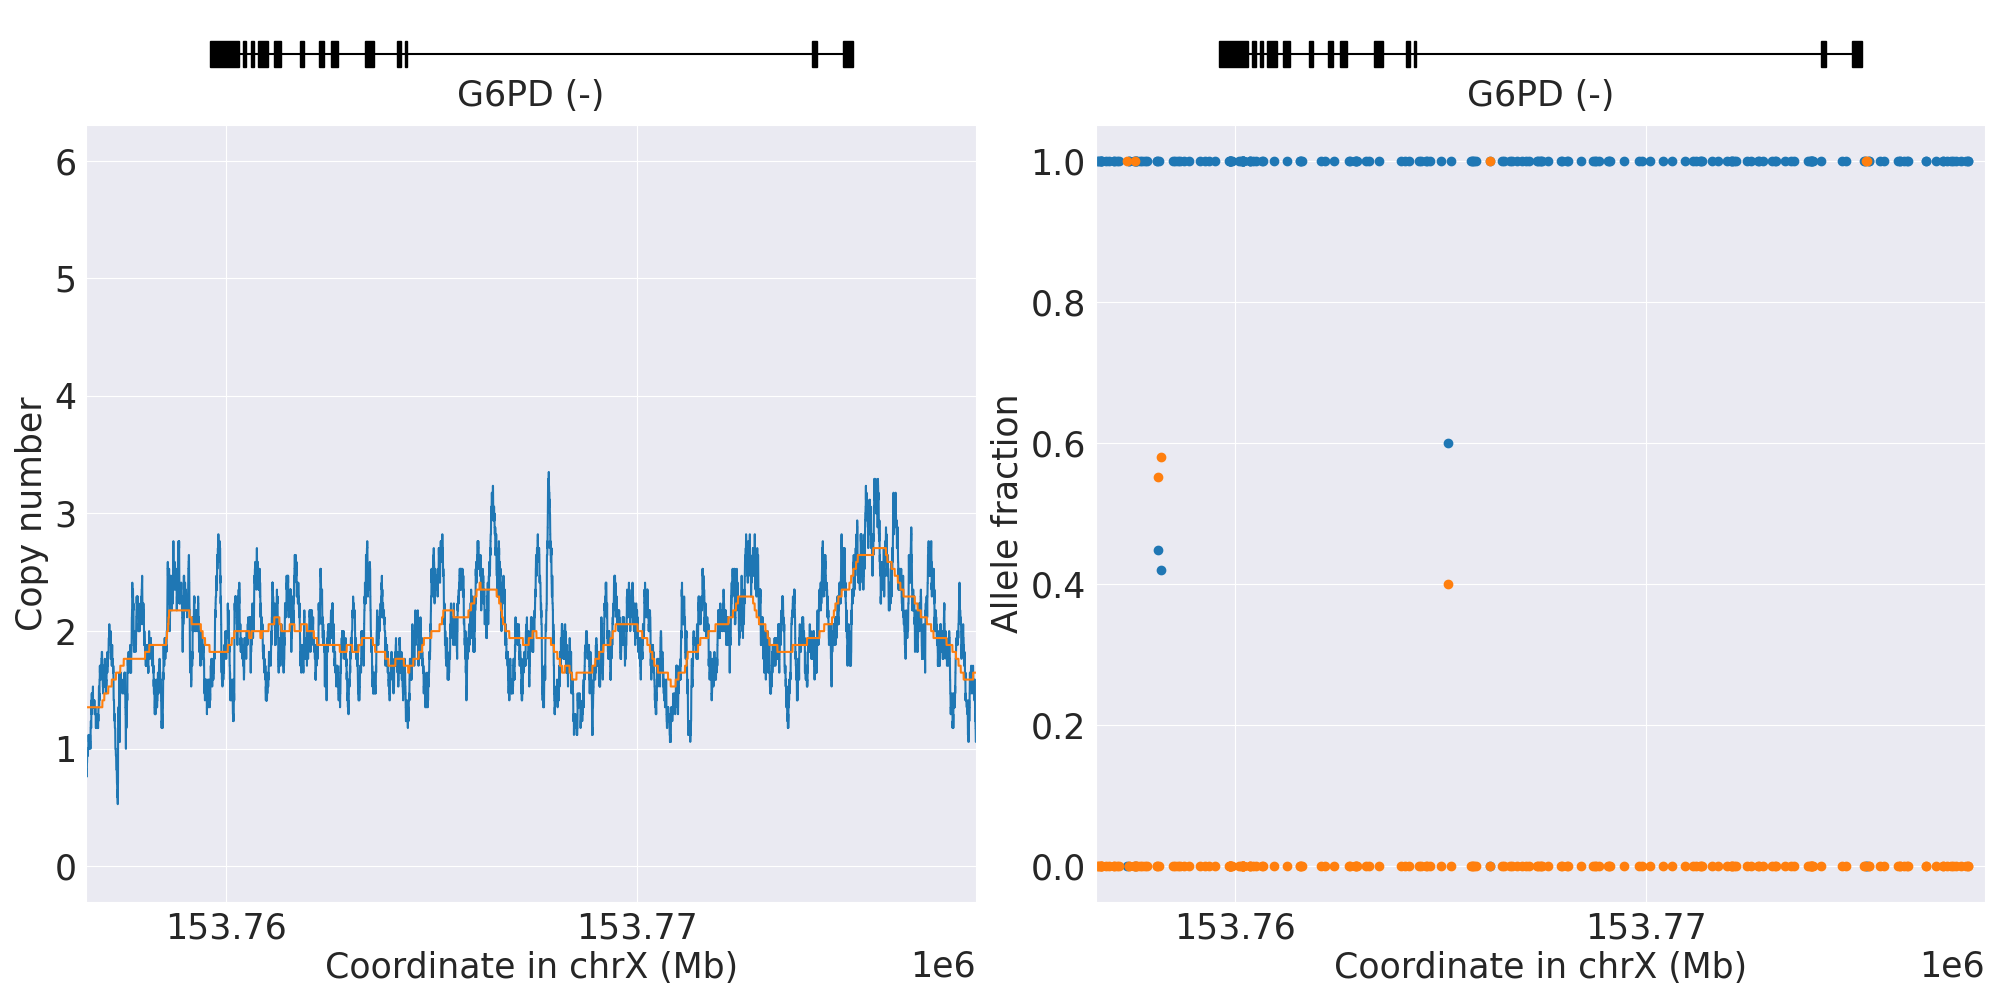 G6PD (-)
6
5
4
3
2
1
0
Copy number
153.76
153.77
Coordinate in chrX (Mb)
1e6
G6PD (-)
1.0
0.8
0.6
0.4
0.2
0.0
Allele fraction
153.76
153.77
Coordinate in chrX (Mb)
1e6